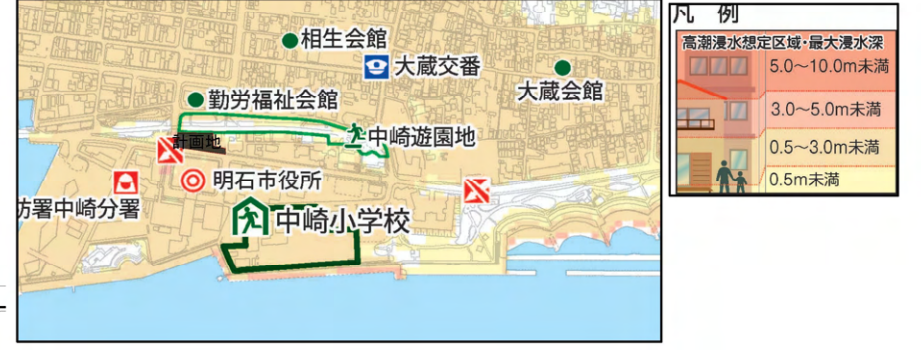 相生会館
大蔵交番
大蔵会館
勤労福祉会館
中崎遊園地
計画地
明石市役所
防署中崎分署
中崎小学校
凡 例
高潮浸水想定区域・最大浸水深
5.0～10.0m未満
3.0～5.0m未満
0.5～3.0m未満
0.5m未満